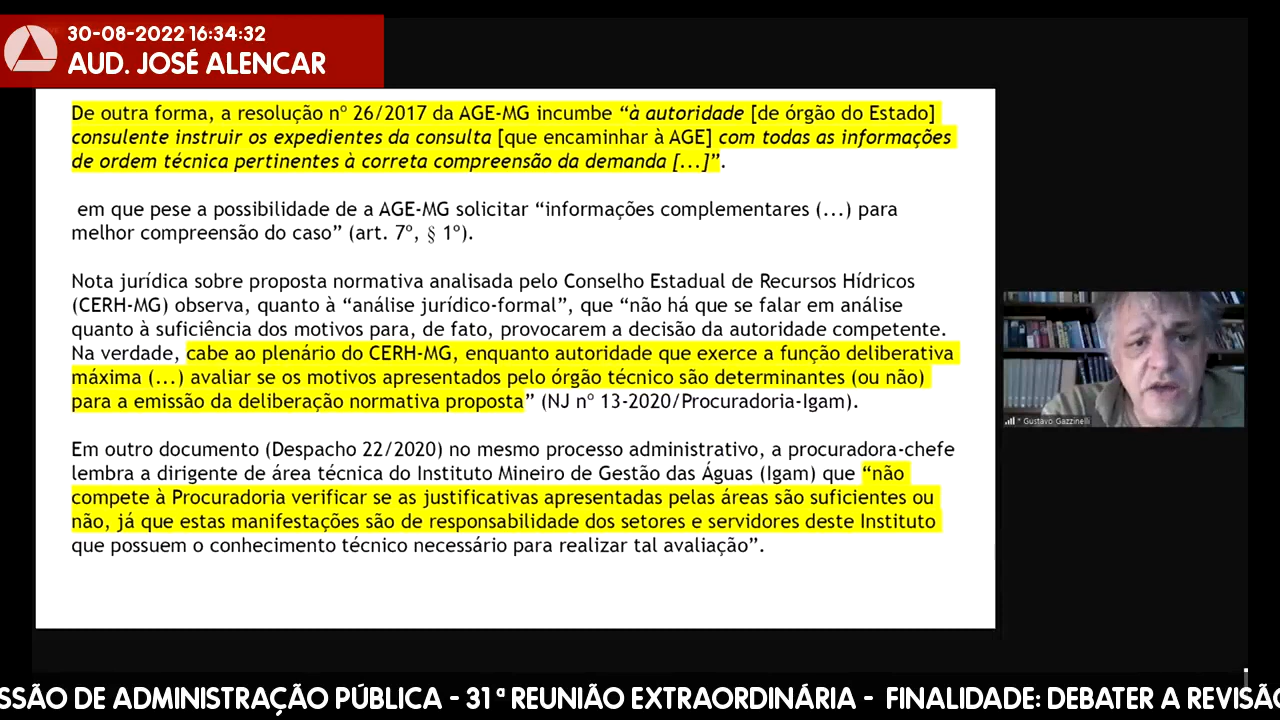 30-08-2022 16:34:32
AUD. JOSÉ ALENCAR
De outra forma, a resolução nº 26/2017 da AGE-MG incumbe “à autoridade [de órgão do Estado]
consulente instruir os expedientes da consulta [que encaminhar à AGE] com todas as informações
de ordem técnica pertinentes à correta compreensão da demanda [...]”.
em que pese a possibilidade de a AGE-MG solicitar “informações complementares (...) para
melhor compreensão do caso” (art. 7º, § 1º).
Nota jurídica sobre proposta normativa analisada pelo Conselho Estadual de Recursos Hídricos
(CERH-MG) observa, quanto à “análise jurídico-formal”, que “não há que se falar em análise
quanto à suficiência dos motivos para, de fato, provocarem a decisão da autoridade competente.
Na verdade, cabe ao plenário do CERH-MG, enquanto autoridade que exerce a função deliberativa
máxima (...) avaliar se os motivos apresentados pelo órgão técnico são determinantes (ou não)
para a emissão da deliberação normativa proposta” (NJ nº 13-2020/Procuradoria-Igam).
Em outro documento (Despacho 22/2020) no mesmo processo administrativo, a procuradora-chefe
lembra a dirigente de área técnica do Instituto Mineiro de Gestão das Águas (Igam) que “não
compete à Procuradoria verificar se as justificativas apresentadas pelas áreas são suficientes ou
não, já que estas manifestações são de responsabilidade dos setores e servidores deste Instituto
que possuem o conhecimento técnico necessário para realizar tal avaliação”.
* Gustavo Gazzinelli
SSÃO DE ADMINISTRAÇÃO PÚBLICA - 31ª REUNIÃO EXTRAORDINÁRIA - FINALIDADE: DEBATER A REVISÃO